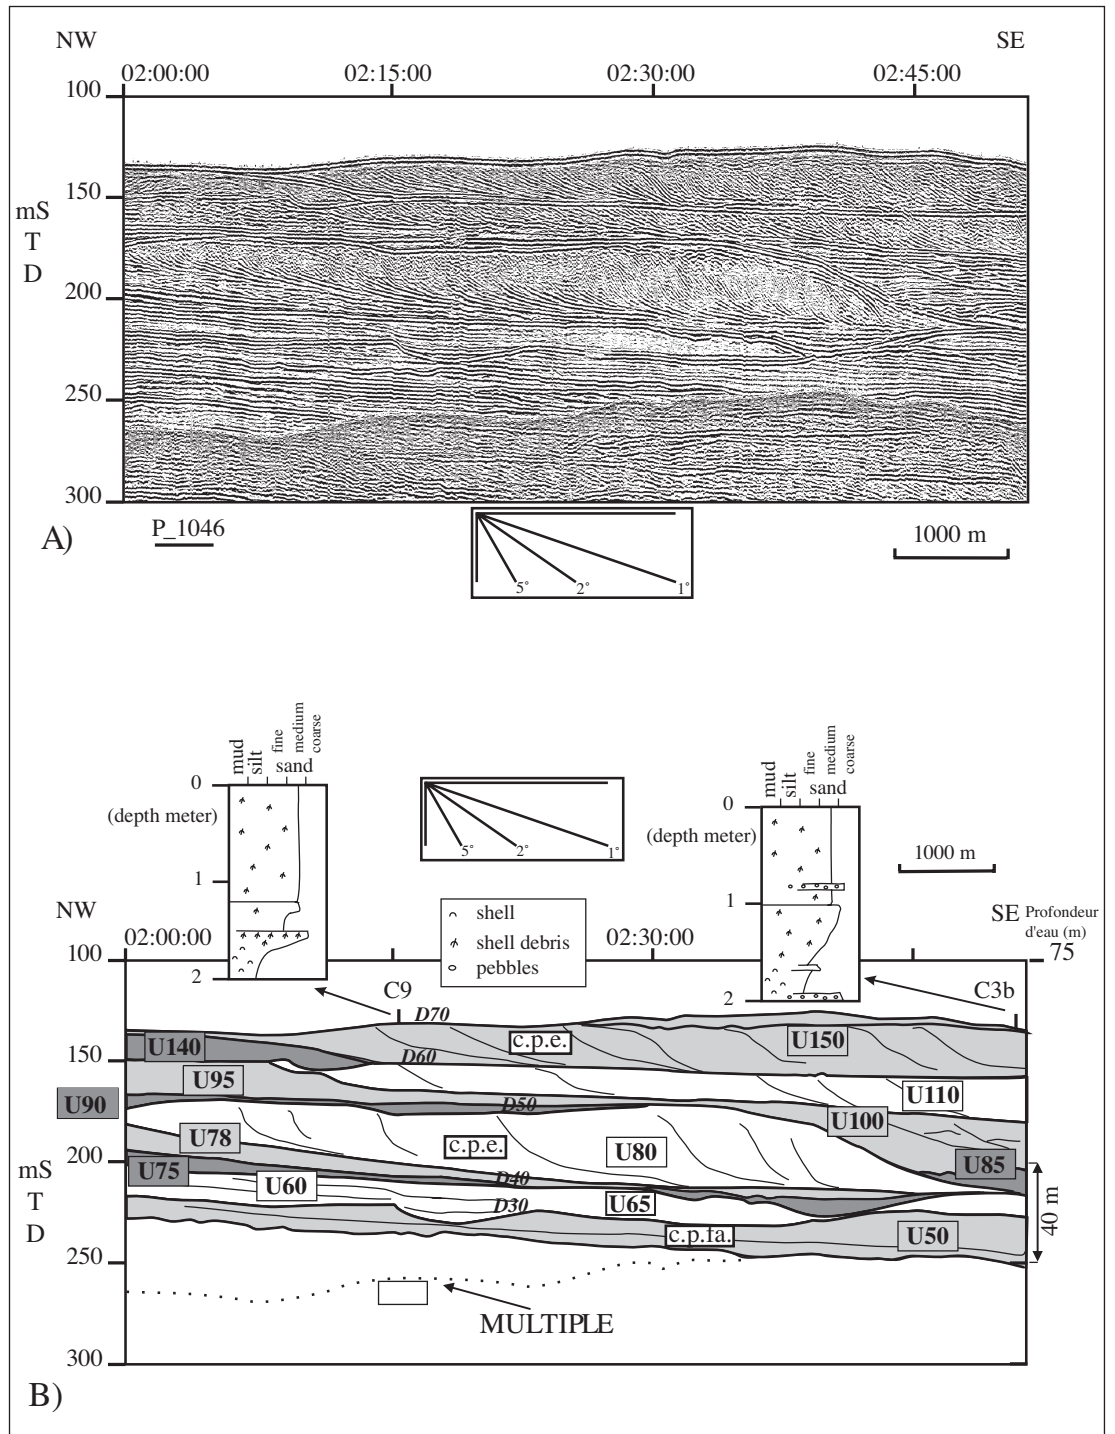 NW SE
02:00:00 02:15:00 02:30:00 02:45:00
100
150
mS
T
D
200
250
300
A)
P_1046
5° 2° 1°
1000 m
mud silt fine medium coarse
sand
0
(depth meter)
1
2
5° 2° 1°
mud silt fine medium coarse
sand
0
(depth meter)
1
2
1000 m
shell
shell debris
pebbles
NW SE Profondeur
d'eau (m)
02:00:00 02:30:00
100 75
C9 C3b
D70
U140 c.p.e. U150
D60
150
U95 U110
U90 D50 U100
U78 c.p.e. U80
200
U75 D40 U85
mS
T
D
U60 U65
D30
40 m
c.p.fa. U50
250
MULTIPLE
300
B)